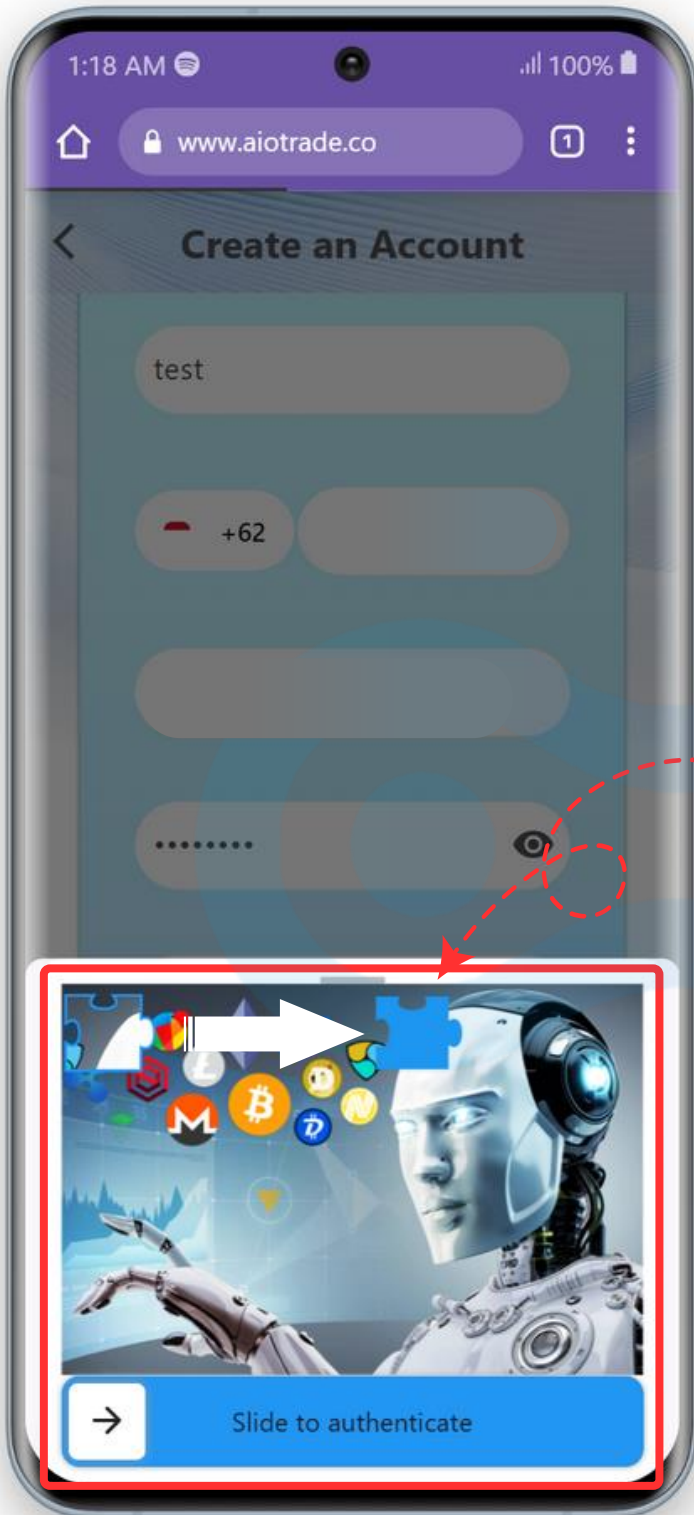 1:18 AM
100%
www.aiotrade.co
1
Create an Account
test
+62
Slide to authenticate